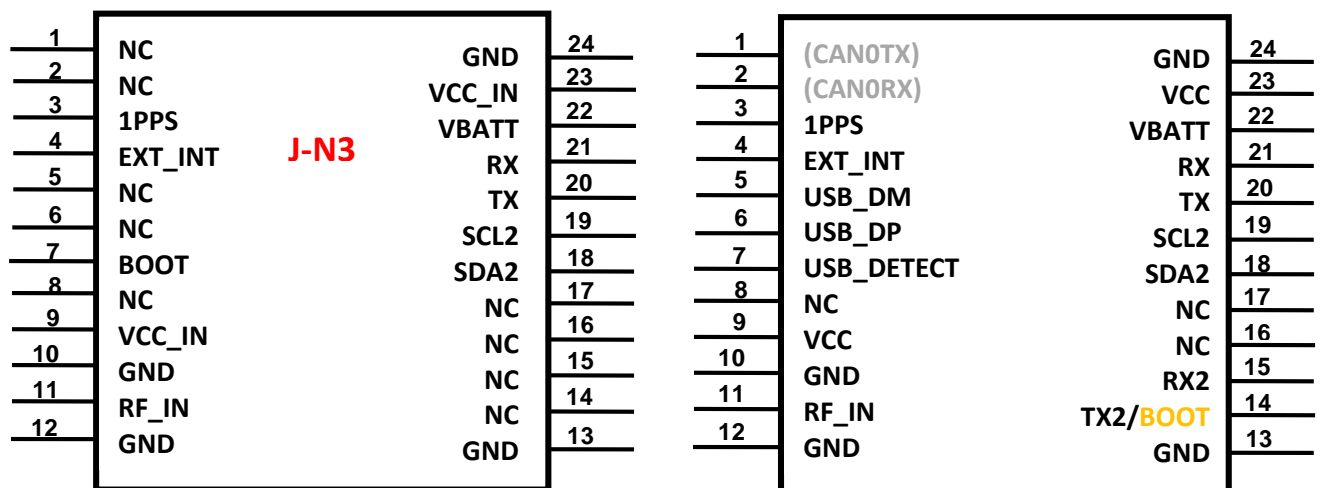 1 NC GND 24
2 NC VCC_IN 23
3 1PPS VBATT 22
4 EXT_INT J-N3 RX 21
5 NC TX 20
6 NC SCL2 19
7 BOOT SDA2 18
8 NC NC 17
9 VCC_IN NC 16
10 GND NC 15
11 RF_IN NC 14
12 GND GND 13
1 (CAN0TX) GND 24
2 (CAN0RX) VCC 23
3 1PPS VBATT 22
4 EXT_INT RX 21
5 USB_DM TX 20
6 USB_DP SCL2 19
7 USB_DETECT SDA2 18
8 NC NC 17
9 VCC NC 16
10 GND RX2 15
11 RF_IN TX2/BOOT 14
12 GND GND 13